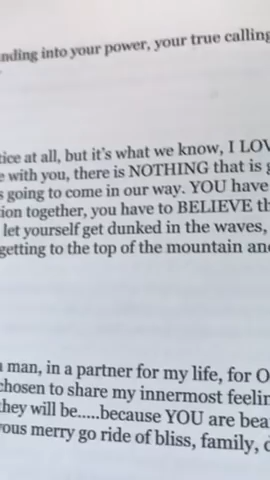 nding into your power, your true calling
tice at all, but it's what we know, I LOV
e with you, there is NOTHING that is g
s going to come in our way. YOU have
ion together, you have to BELIEVE th
let yourself get dunked in the waves,
getting to the top of the mountain and
man, in a partner for my life, for O
chosen to share my innermost feelin
they will be.....because YOU are bea
ous merry go ride of bliss, family, d